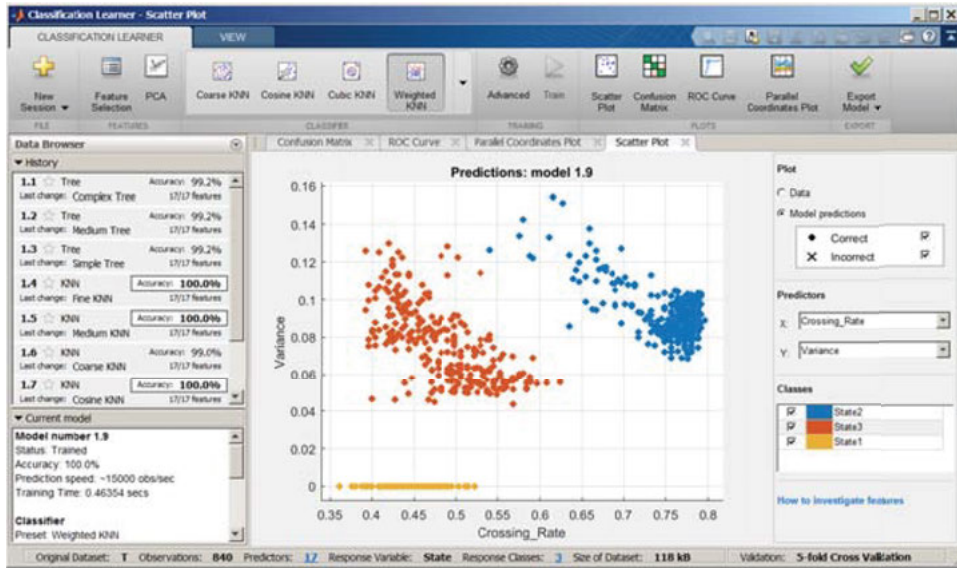 Classification Learner - Scatter Plot
CLASSIFICATION LEARNER VIEW
New Session
Feature Selection
PCA
Coarse KNN
Cosine KNN
Cubic KNN
Weighted KNN
Advanced
Train
Scatter Plot
Confusion Matrix
ROC Curve
Parallel Coordinates Plot
Export Model
FILE FEATURES CLASSIFIER TRAINING PLOTS EXPORT
Data Browser
History
1.1 Tree Accuracy: 99.2%
Last change: Complex Tree 17/17 features
1.2 Tree Accuracy: 99.2%
Last change: Medium Tree 17/17 features
1.3 Tree Accuracy: 99.2%
Last change: Simple Tree 17/17 features
1.4 KNN Accuracy: 100.0%
Last change: Fine KNN 17/17 features
1.5 KNN Accuracy: 100.0%
Last change: Medium KNN 17/17 features
1.6 KNN Accuracy: 99.0%
Last change: Coarse KNN 17/17 features
1.7 KNN Accuracy: 100.0%
Last change: Cosine KNN 17/17 features
Current model
Model number 1.9
Status: Trained
Accuracy: 100.0%
Prediction speed: ~15000 obs/sec
Training Time: 0.46354 secs
Classifier
Preset: Weighted KNN
Confusion Matrix ROC Curve Parallel Coordinates Plot Scatter Plot
Predictions: model 1.9
0.16
0.14
0.12
0.1
0.08
0.06
0.04
0.02
0
Variance
0.35 0.4 0.45 0.5 0.55 0.6 0.65 0.7 0.75 0.8
Crossing_Rate
Plot
Data
Model predictions
Correct
Incorrect
Predictors
X: Crossing_Rate
Y: Variance
Classes
State2
State3
State1
How to investigate features
Original Dataset: T Observations: 840 Predictors: 17 Response Variable: State Response Classes: 3 Size of Dataset: 118 kB Validation: 5-fold Cross Validation